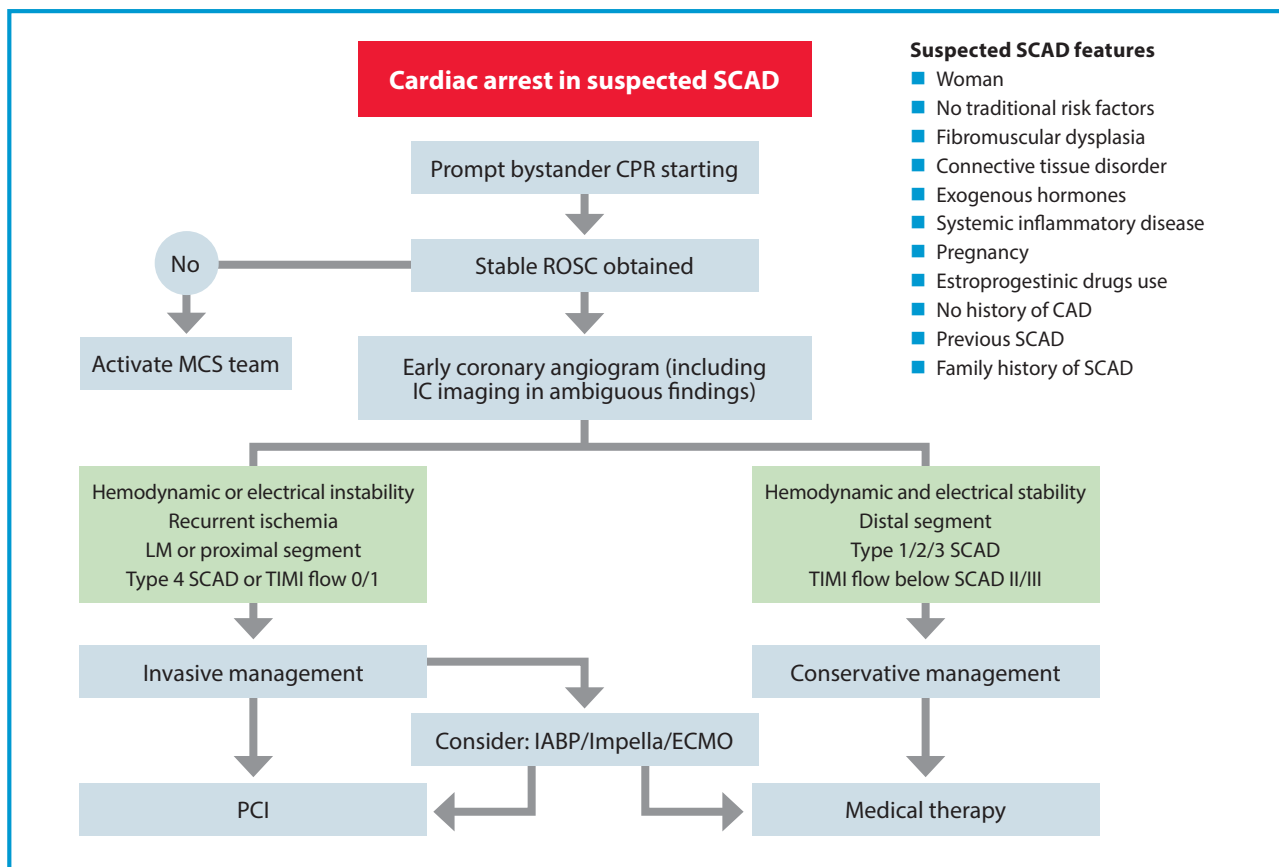 Cardiac arrest in suspected SCAD
Prompt bystander CPR starting
No
Stable ROSC obtained
Activate MCS team
Early coronary angiogram (including
IC imaging in ambiguous findings)
Hemodynamic or electrical instability
Recurrent ischemia
LM or proximal segment
Type 4 SCAD or TIMI flow 0/1
Hemodynamic and electrical stability
Distal segment
Type 1/2/3 SCAD
TIMI flow below SCAD II/III
Invasive management
Conservative management
Consider: IABP/Impella/ECMO
PCI
Medical therapy
Suspected SCAD features
Woman
No traditional risk factors
Fibromuscular dysplasia
Connective tissue disorder
Exogenous hormones
Systemic inflammatory disease
Pregnancy
Estroprogestinic drugs use
No history of CAD
Previous SCAD
Family history of SCAD